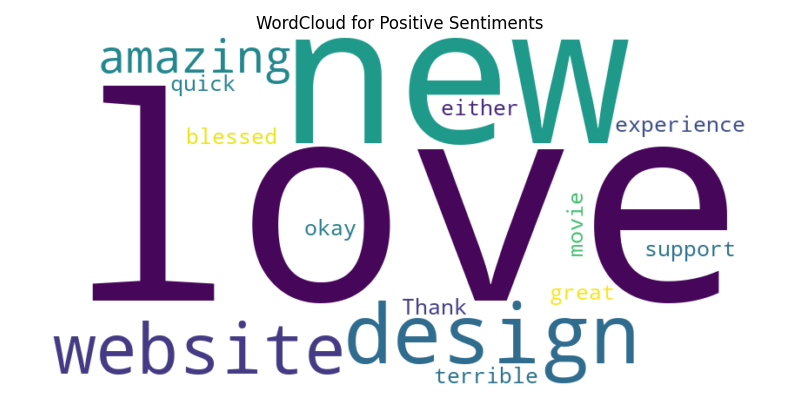 WordCloud for Positive Sentiments
amazing
new
quick
either
experience
blessed
love
okay
movie
support
great
Thank
website
design
terrible